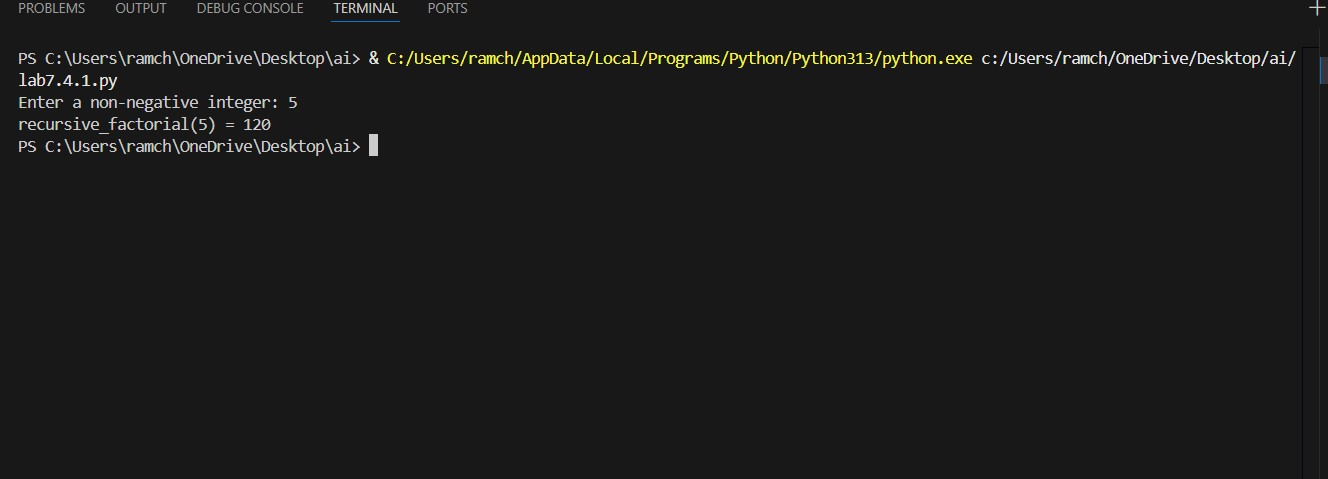 PROBLEMS OUTPUT DEBUG CONSOLE TERMINAL PORTS
PS C:\Users\ramch\OneDrive\Desktop\ai> & C:/Users/ramch/AppData/Local/Programs/Python/Python313/python.exe c:/Users/ramch/OneDrive/Desktop/ai/
lab7.4.1.py
Enter a non-negative integer: 5
recursive_factorial(5) = 120
PS C:\Users\ramch\OneDrive\Desktop\ai>